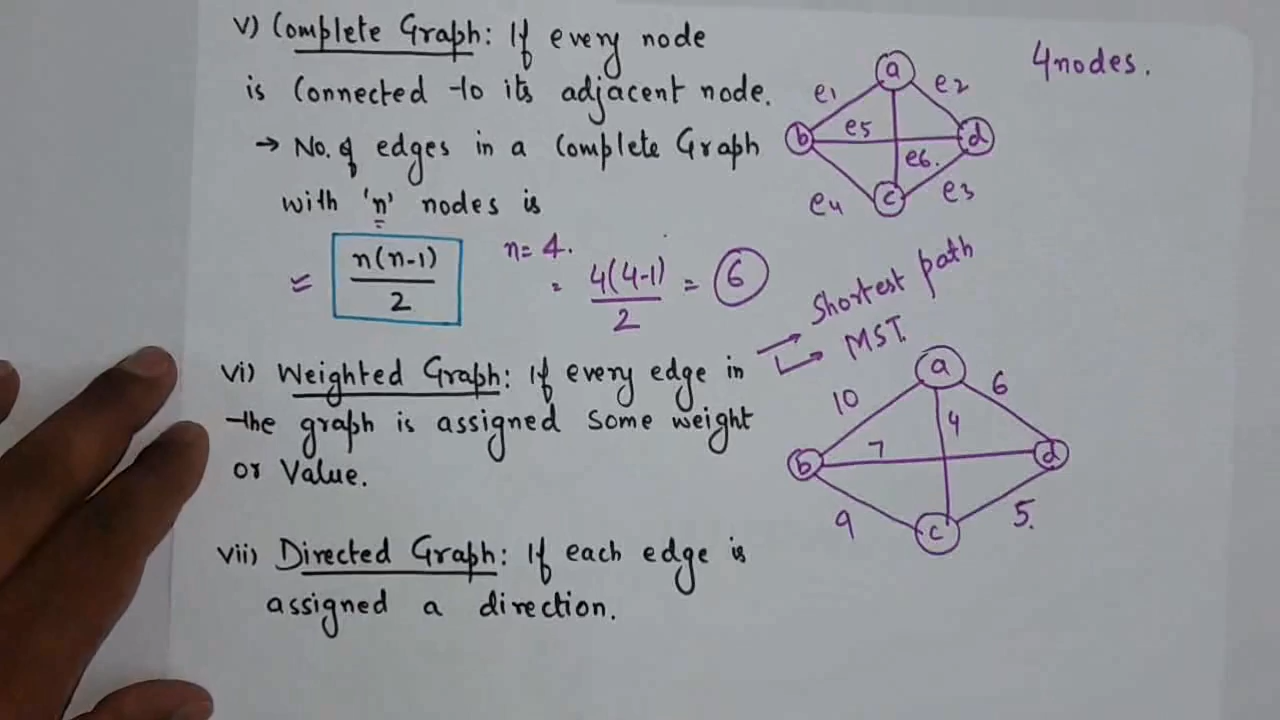 v) Complete Graph: If every node
is Connected to its adjacent node.
→ No. of edges in a Complete Graph
with 'n' nodes is
≈ n(n-1)
2
n= 4.
= 4(4-1) = 6
2
4nodes.
a
e1 e2
b e5 d
e6.
e4 c e3
Shortest path
MST.
vi) Weighted Graph: If every edge in
the graph is assigned some weight
or Value.
a
10 6
4
b 7 d
9 c 5.
vii) Directed Graph: If each edge is
assigned a direction.